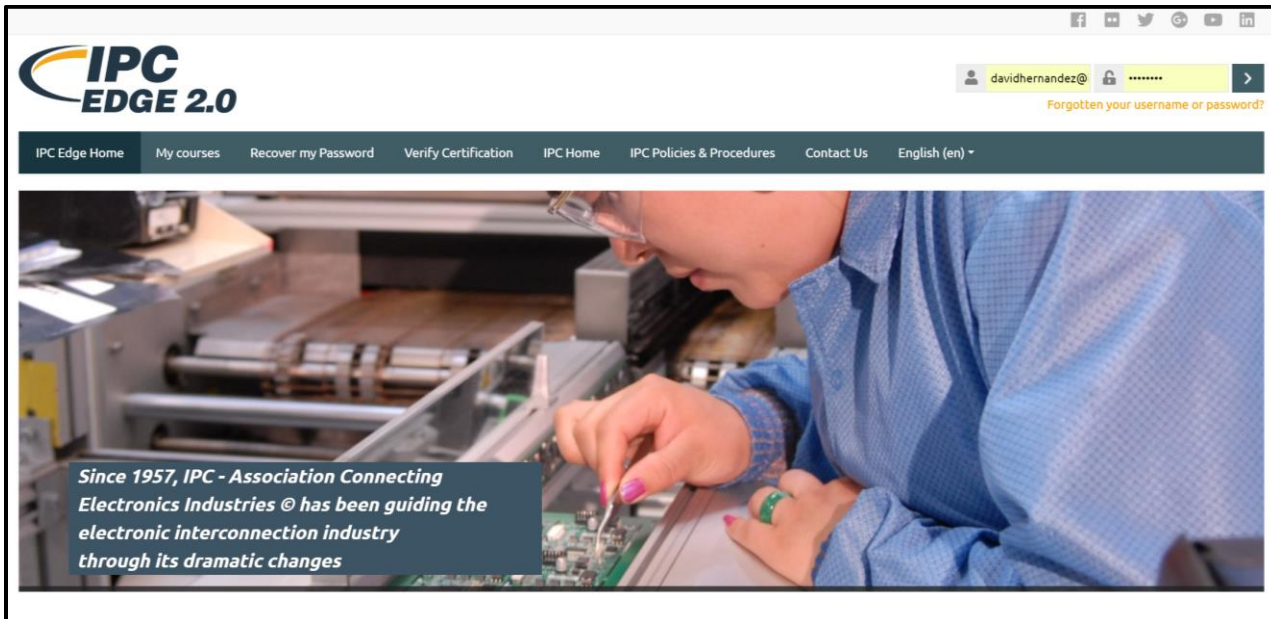 IPC
EDGE 2.0
davidhernandez@
••••••••
Forgotten your username or password?
IPC Edge Home My courses Recover my Password Verify Certification IPC Home IPC Policies & Procedures Contact Us English (en)
Since 1957, IPC - Association Connecting
Electronics Industries © has been guiding the
electronic interconnection industry
through its dramatic changes